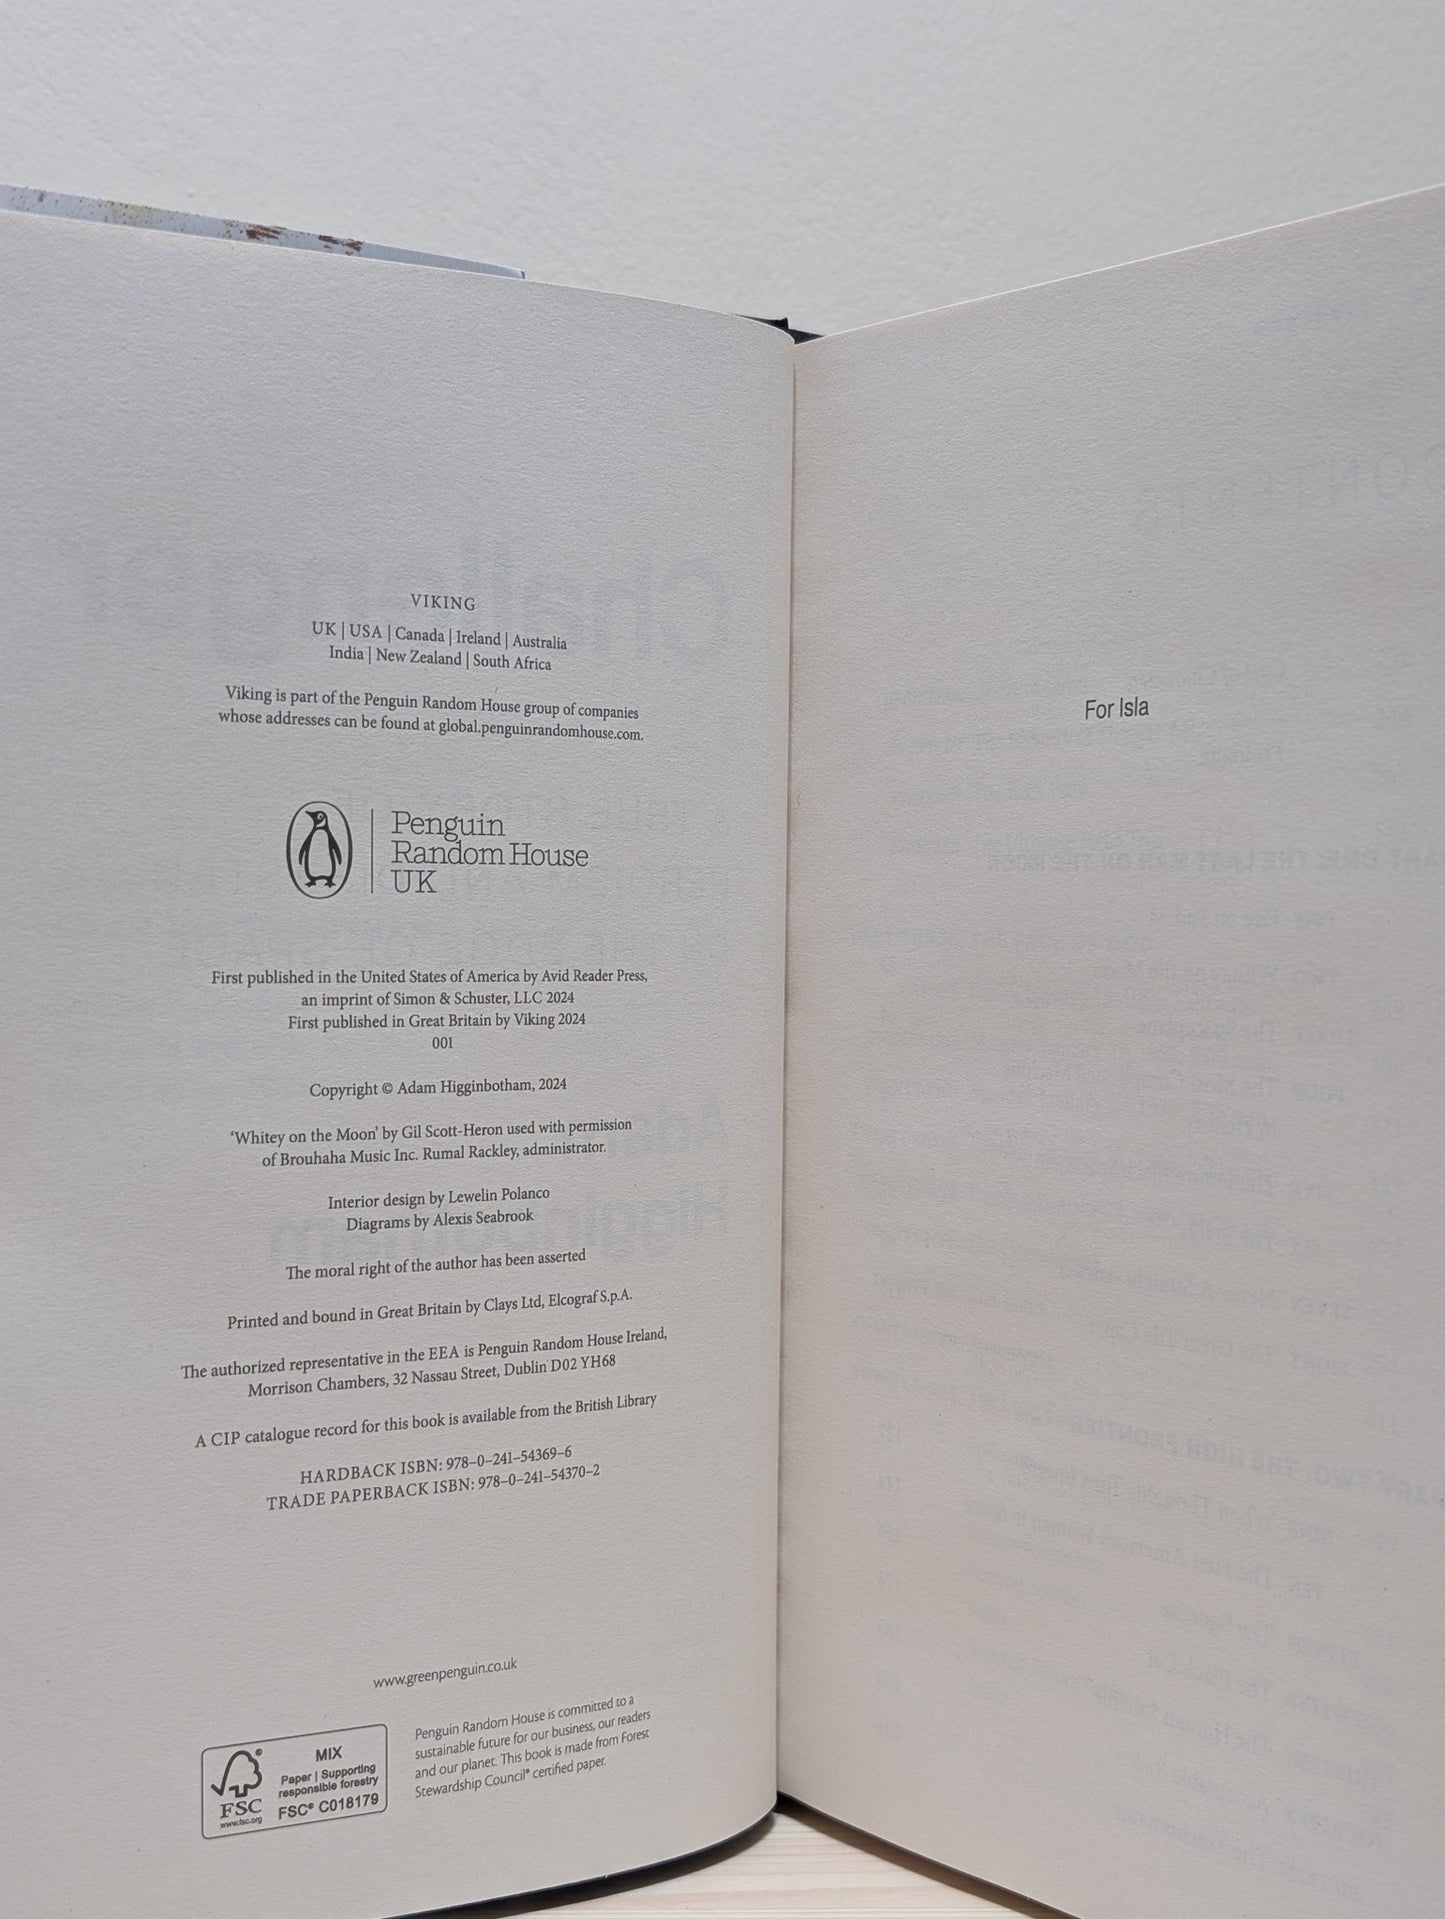 VIKING
UK | USA | Canada | Ireland | Australia
India | New Zealand | South Africa
Viking is part of the Penguin Random House group of companies
whose addresses can be found at global.penguinrandomhouse.com.
Penguin
Random House
UK
First published in the United States of America by Avid Reader Press,
an imprint of Simon & Schuster, LLC 2024
First published in Great Britain by Viking 2024
001
Copyright © Adam Higginbotham, 2024
‘Whitey on the Moon’ by Gil Scott-Heron used with permission
of Brouhaha Music Inc. Rumal Rackley, administrator.
Interior design by Lewelin Polanco
Diagrams by Alexis Seabrook
The moral right of the author has been asserted
Printed and bound in Great Britain by Clays Ltd, Elcograf S.p.A.
The authorized representative in the EEA is Penguin Random House Ireland,
Morrison Chambers, 32 Nassau Street, Dublin D02 YH68
A CIP catalogue record for this book is available from the British Library
HARDBACK ISBN: 978–0–241–54369–6
TRADE PAPERBACK ISBN: 978–0–241–54370–2
www.greenpenguin.co.uk
MIX
Paper | Supporting
responsible forestry
FSC® C018179
FSC
www.fsc.org
Penguin Random House is committed to a
sustainable future for our business, our readers
and our planet. This book is made from Forest
Stewardship Council® certified paper.
For Isla